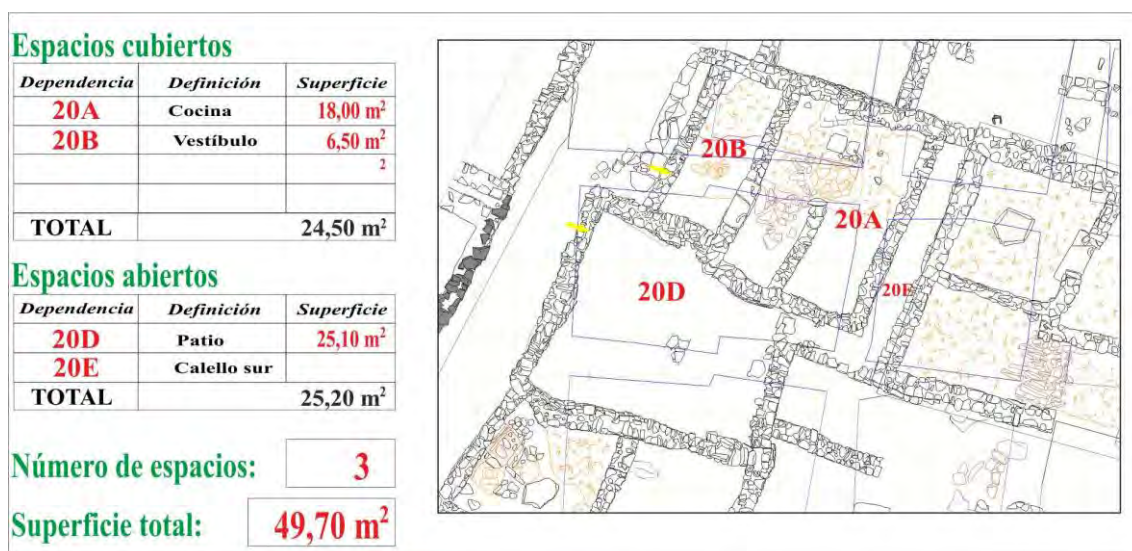 Espacios cubiertos
Dependencia Definición Superficie
20A Cocina 18,00 m²
20B Vestíbulo 6,50 m²
²
TOTAL 24,50 m²
Espacios abiertos
Dependencia Definición Superficie
20D Patio 25,10 m²
20E Calello sur
TOTAL 25,20 m²
Número de espacios: 3
Superficie total: 49,70 m²
20B
20A
20D
20E